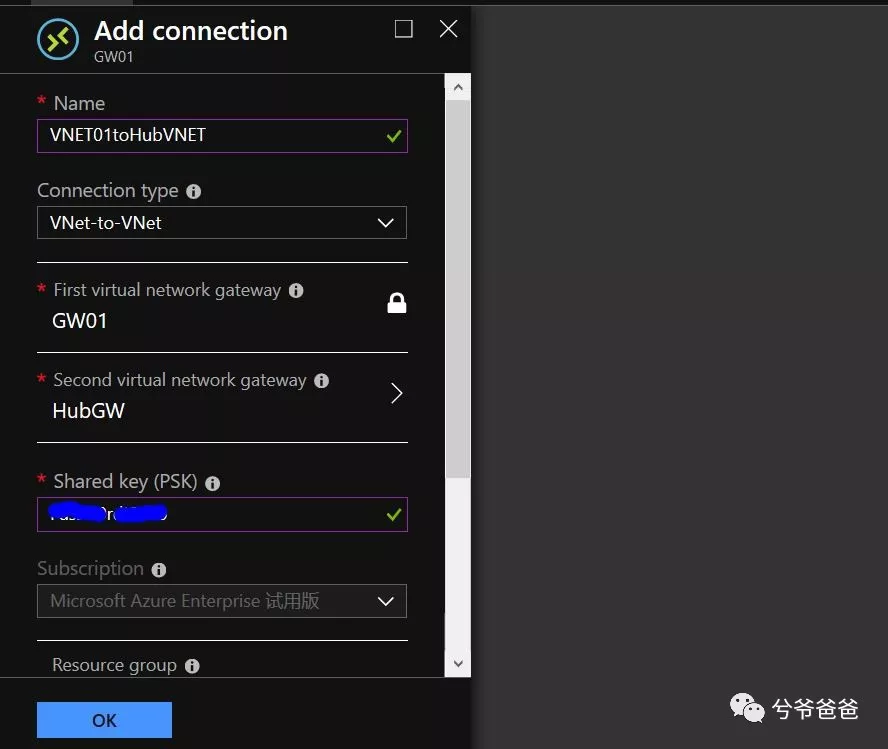 Add connection
GW01
* Name
VNET01toHubVNET
Connection type
VNet-to-VNet
* First virtual network gateway
GW01
* Second virtual network gateway
HubGW
* Shared key (PSK)
Subscription
Microsoft Azure Enterprise 试用版
Resource group
OK
兮爷爸爸